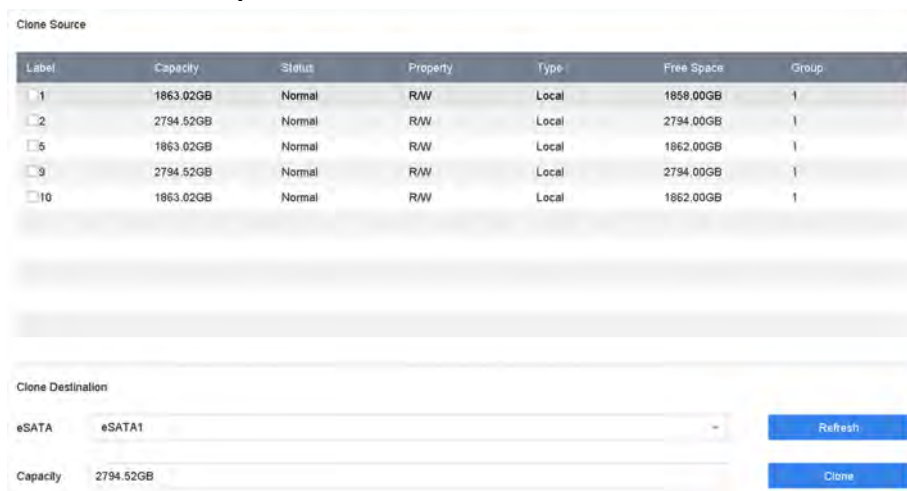 Clone Source
Label Capacity Status Property Type Free Space Group
1 1863.02GB Normal R/W Local 1858.00GB 1
2 2794.52GB Normal R/W Local 2794.00GB 1
5 1863.02GB Normal R/W Local 1862.00GB 1
9 2794.52GB Normal R/W Local 2794.00GB 1
10 1863.02GB Normal R/W Local 1862.00GB 1
Clone Destination
eSATA eSATA1 Refresh
Capacity 2794.52GB Clone